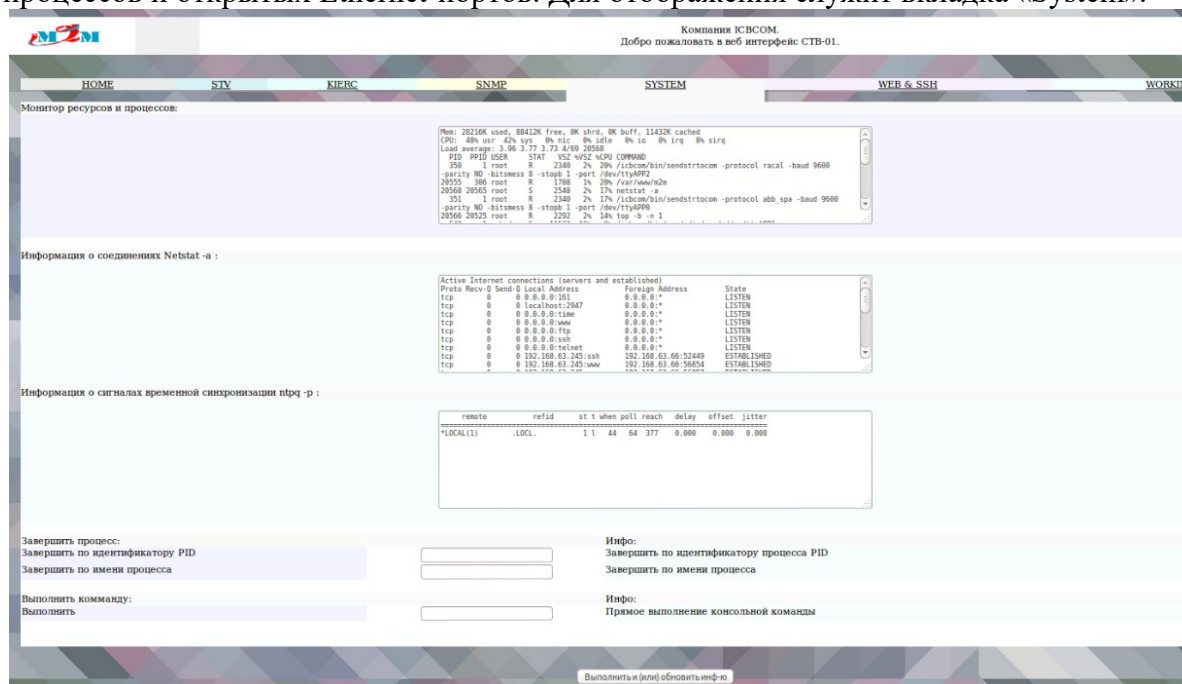 процессов и открытых Ethernet портов. Для отображения служит вкладка «System».
M2M
Компания ICBCOM.
Добро пожаловать в веб интерфейс СТВ-01.
HOME STV KIERC SNMP SYSTEM WEB & SSH WORKI
Монитор ресурсов и процессов:
Mem: 28216K used, 88412K free, 0K shrd, 0K buff, 11432K cached
CPU: 48% usr 42% sys 0% nic 0% idle 0% io 0% irq 8% sirq
Load average: 3.96 3.77 3.73 4/69 20568
PID PPID USER STAT VSZ %VSZ %CPU COMMAND
350 1 root R 2340 2% 20% /icbcom/bin/sendstrtocom -protocol racal -baud 9600
-parity NO -bitsmess 8 -stopb 1 -port /dev/ttyAPP2
20555 306 root R 1708 1% 20% /var/www/m2m
20568 20565 root S 2548 2% 17% netstat -a
351 1 root R 2340 2% 17% /icbcom/bin/sendstrtocom -protocol abb_spa -baud 9600
-parity NO -bitsmess 8 -stopb 1 -port /dev/ttyAPP0
20566 20525 root R 2292 2% 14% top -b -n 1
Информация о соединениях Netstat -a :
Active Internet connections (servers and established)
Proto Recv-Q Send-Q Local Address Foreign Address State
tcp 0 0 0.0.0.0:161 0.0.0.0:* LISTEN
tcp 0 0 localhost:2947 0.0.0.0:* LISTEN
tcp 0 0 0.0.0.0:time 0.0.0.0:* LISTEN
tcp 0 0 0.0.0.0:www 0.0.0.0:* LISTEN
tcp 0 0 0.0.0.0:ftp 0.0.0.0:* LISTEN
tcp 0 0 0.0.0.0:ssh 0.0.0.0:* LISTEN
tcp 0 0 0.0.0.0:telnet 0.0.0.0:* LISTEN
tcp 0 0 192.168.63.245:ssh 192.168.63.66:52449 ESTABLISHED
tcp 0 0 192.168.63.245:www 192.168.63.66:56854 ESTABLISHED
Информация о сигналах временной синхронизации ntpq -p :
remote refid st t when poll reach delay offset jitter
==============================================================================
*LOCAL(1) .LOCL. 1 l 44 64 377 0.000 0.000 0.008
Завершить процесс: Инфо:
Завершить по идентификатору PID Завершить по идентификатору процесса PID
Завершить по имени процесса Завершить по имени процесса
Выполнить комманду: Инфо:
Выполнить Прямое выполнение консольной команды
Выполнить и (или) обновить инф-ю